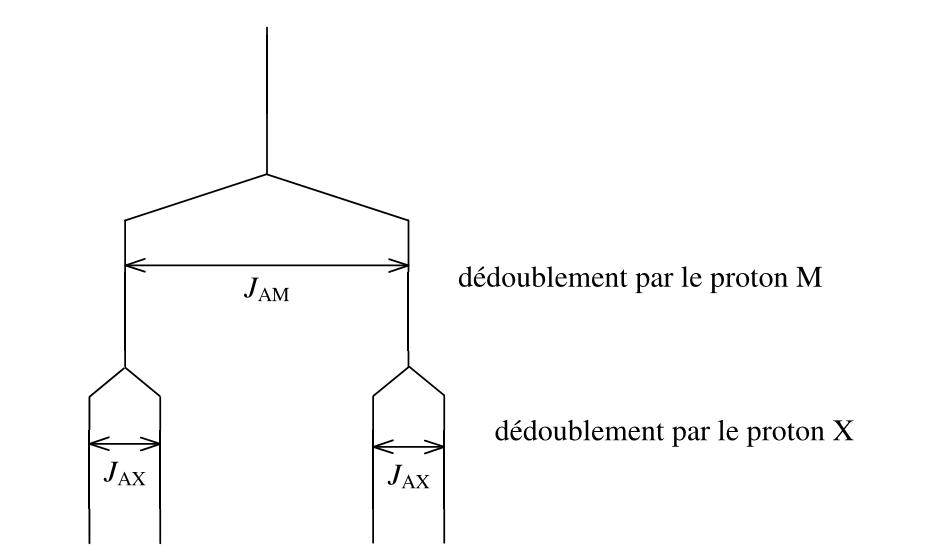 dédoublement par le proton M
J_AM
dédoublement par le proton X
J_AX
J_AX